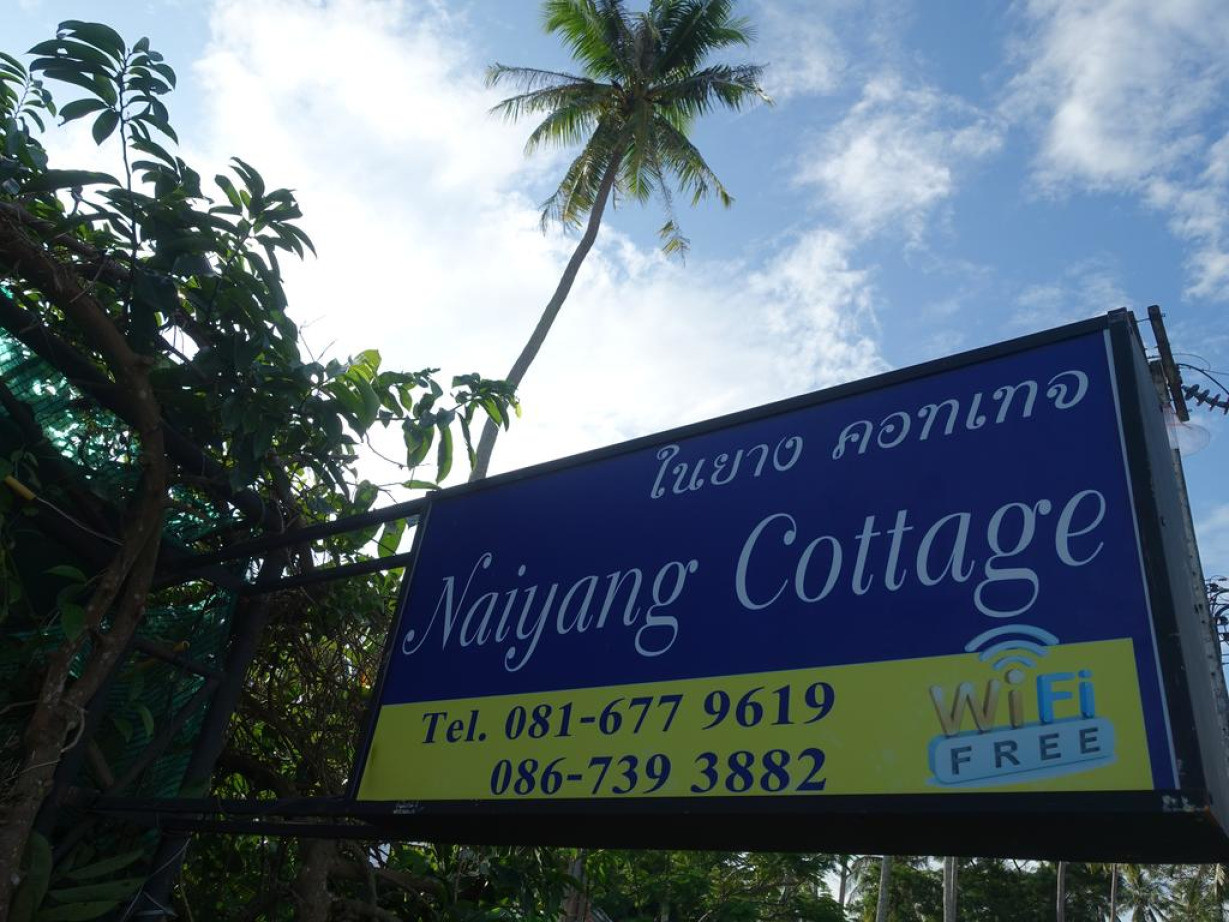 ในยาง คอทเทจ
Naiyang Cottage
Tel. 081-677 9619
086-739 3882
WiFi
FREE